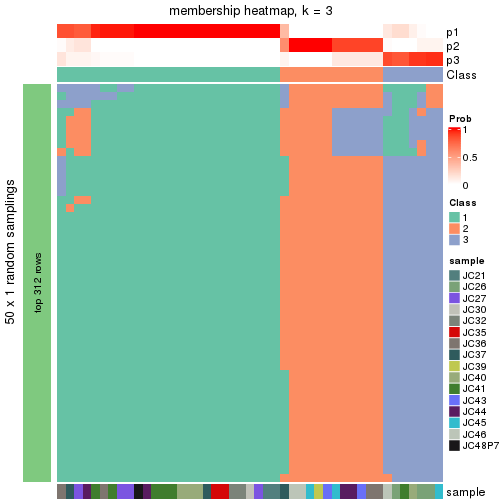 membership heatmap, k = 3
p1
p2
p3
Class
50 x 1 random samplings
top 312 rows
Prob
1
0.5
0
Class
1
2
3
sample
JC21
JC26
JC27
JC30
JC32
JC35
JC36
JC37
JC39
JC40
JC41
JC43
JC44
JC45
JC46
JC48P7
sample